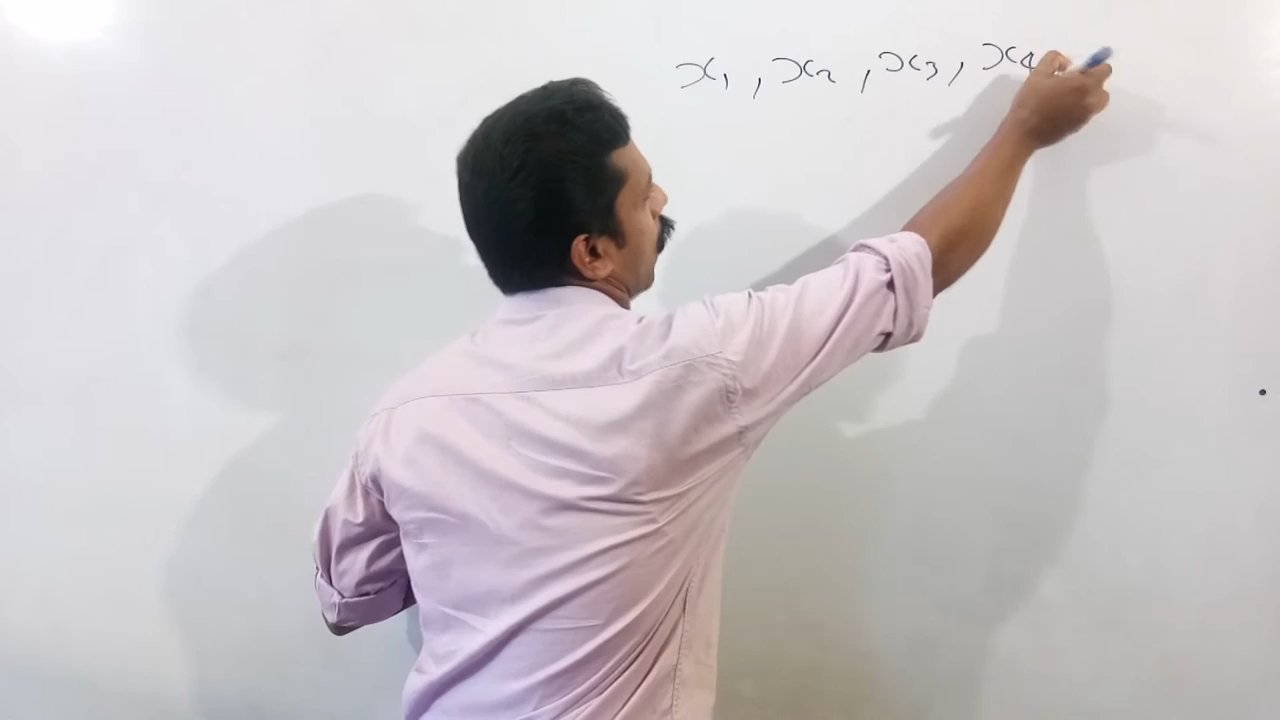 x₁, x₂, x₃, x₄